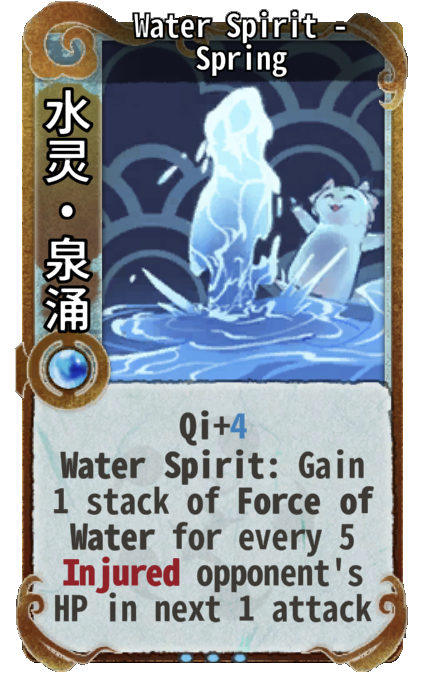 Water Spirit -
Spring
水灵·泉涌
Qi+4
Water Spirit: Gain
1 stack of Force of
Water for every 5
Injured opponent's
HP in next 1 attack